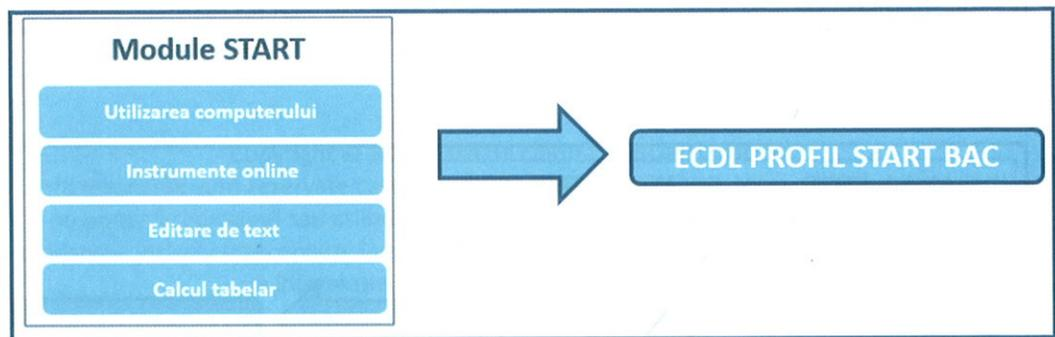 Module START
Utilizarea computerului
Instrumente online
Editare de text
Calcul tabelar
ECDL PROFIL START BAC